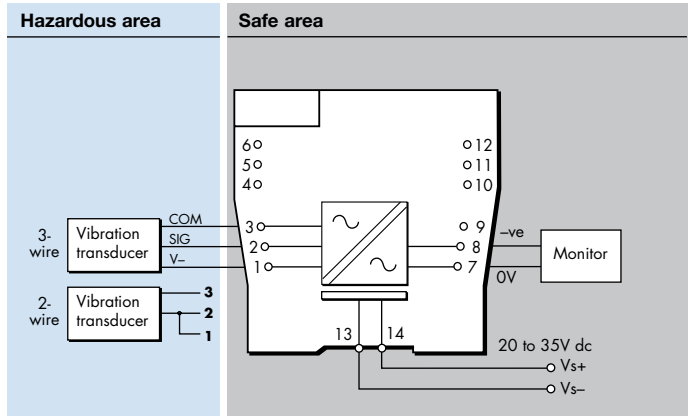 Hazardous area
Safe area
6
12
5
11
4
10
COM
3
9
–ve
3-
wire
Vibration
transducer
SIG
2
8
Monitor
V–
1
7
0V
2-
wire
Vibration
transducer
3
2
1
13
14
20 to 35V dc
Vs+
Vs–